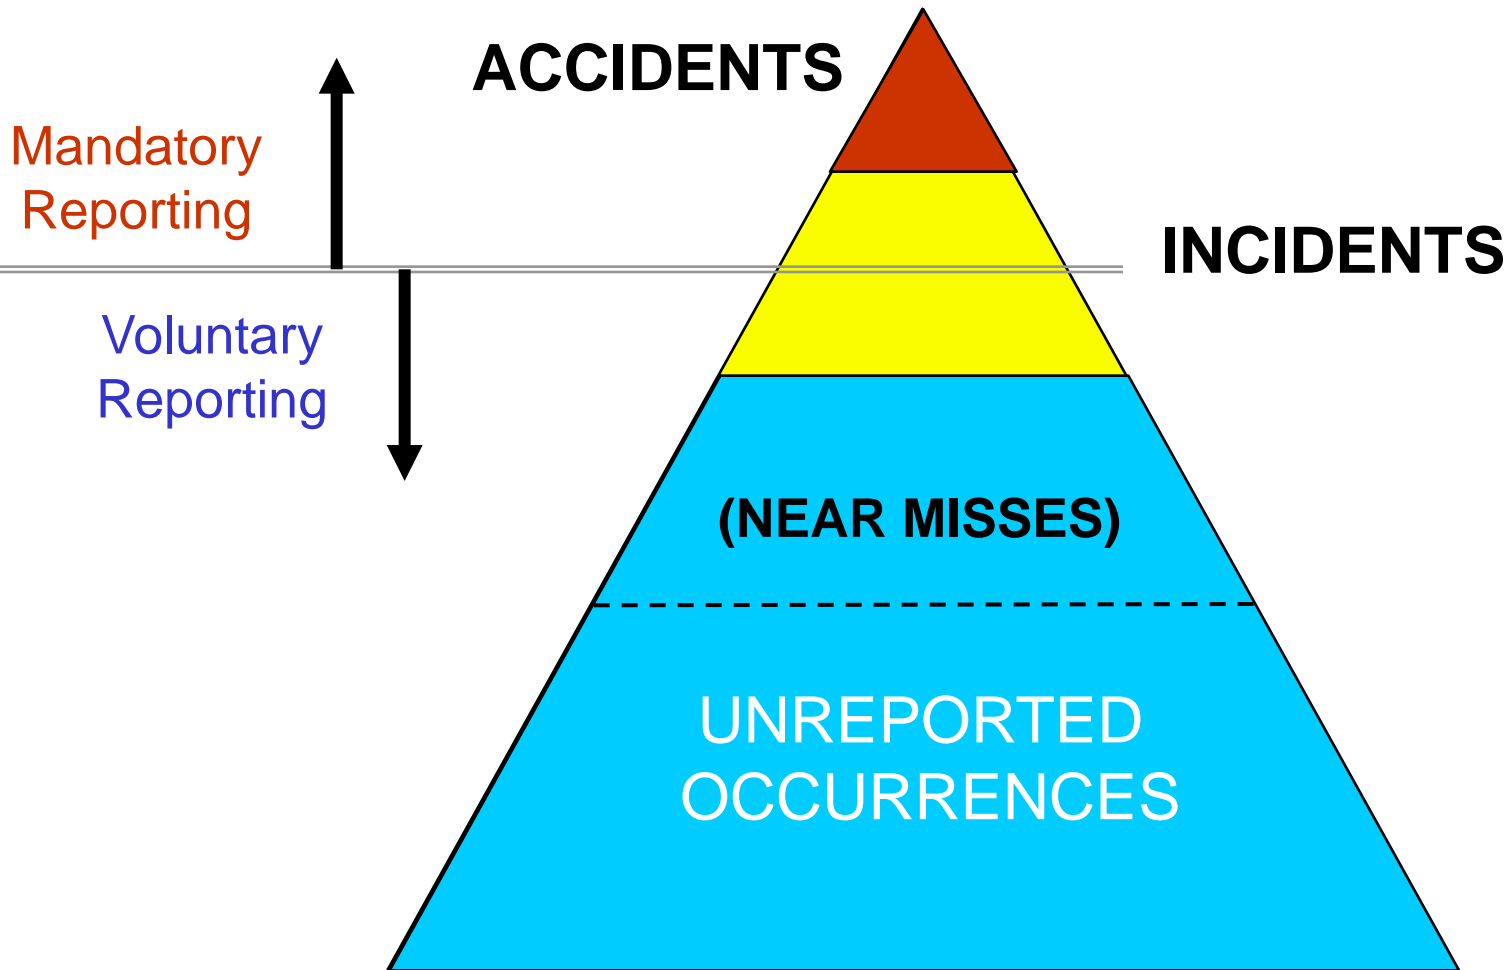 ACCIDENTS
Mandatory
Reporting
INCIDENTS
Voluntary
Reporting
(NEAR MISSES)
UNREPORTED
OCCURRENCES